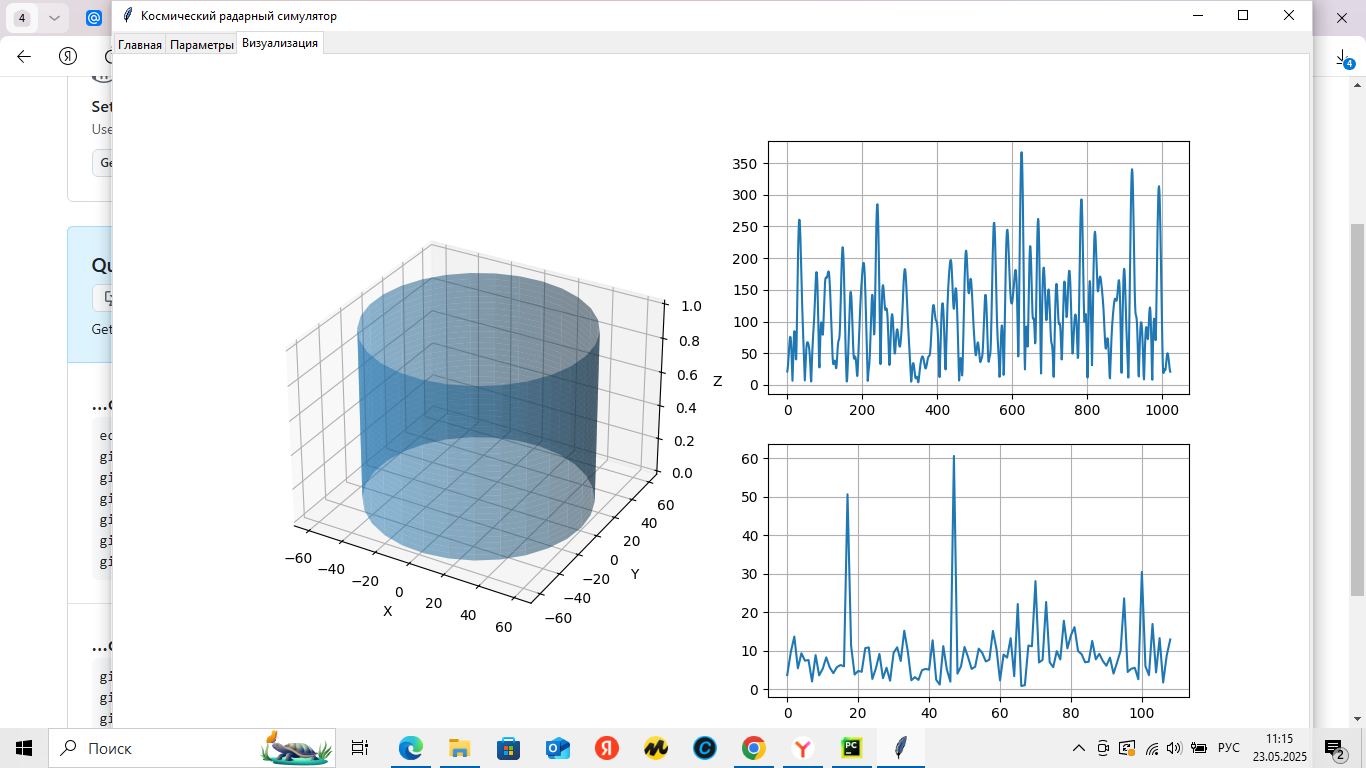 4
Космический радарный симулятор
Главная
Параметры
Визуализация
4
Set
Use
Ge
Qu
Get
…o
ec
gi
gi
gi
gi
gi
gi
…o
gi
gi
gi
1.0
0.8
0.6
0.4
0.2
0.0
Z
−60
−40
−20
0
20
40
60
X
−60
−40
−20
0
20
40
60
Y
350
300
250
200
150
100
50
0
0 200 400 600 800 1000
60
50
40
30
20
10
0
0 20 40 60 80 100
Поиск
Я
C
Y
PC
РУС
11:15
23.05.2025
2